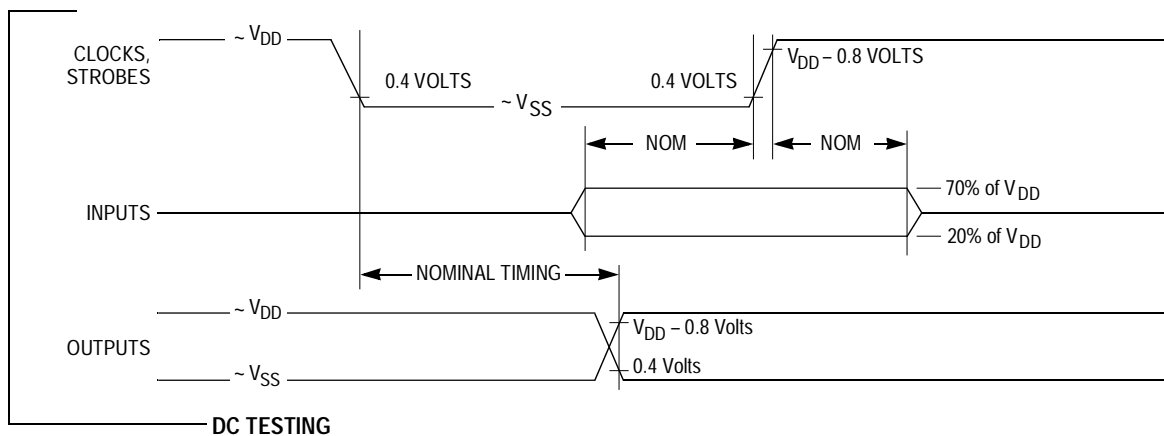 CLOCKS,
STROBES
~ VDD
0.4 VOLTS
~ VSS
0.4 VOLTS
VDD – 0.8 VOLTS
NOM
NOM
INPUTS
70% of VDD
20% of VDD
NOMINAL TIMING
OUTPUTS
~ VDD
VDD – 0.8 Volts
0.4 Volts
~ VSS
DC TESTING